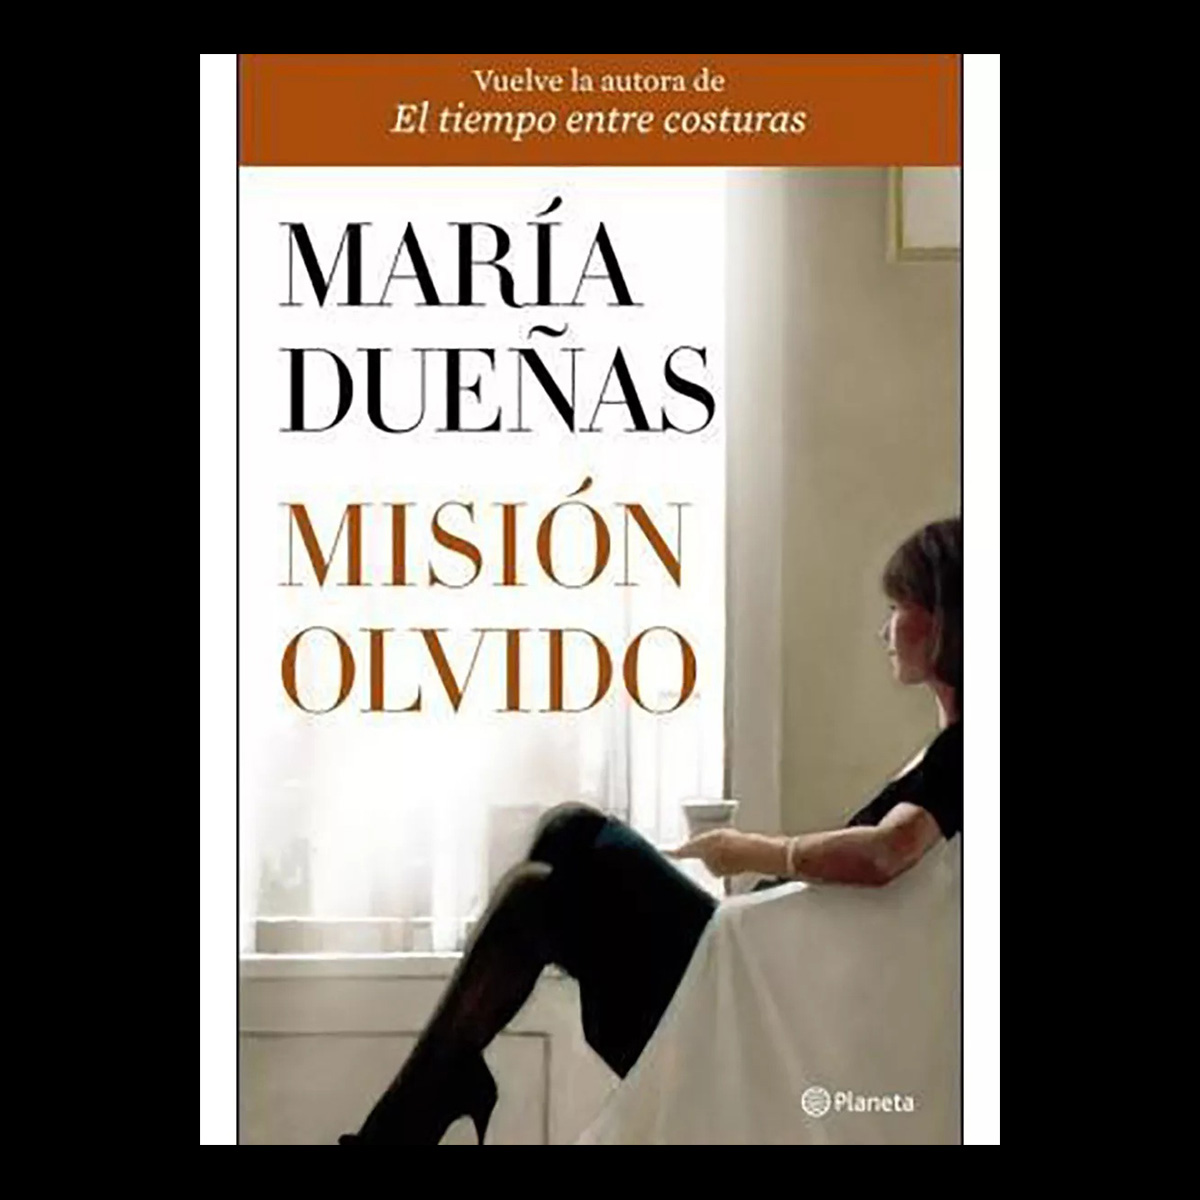 Vuelve la autora de
El tiempo entre costuras
MARÍA
DUEÑAS
MISIÓN
OLVIDO
Planeta